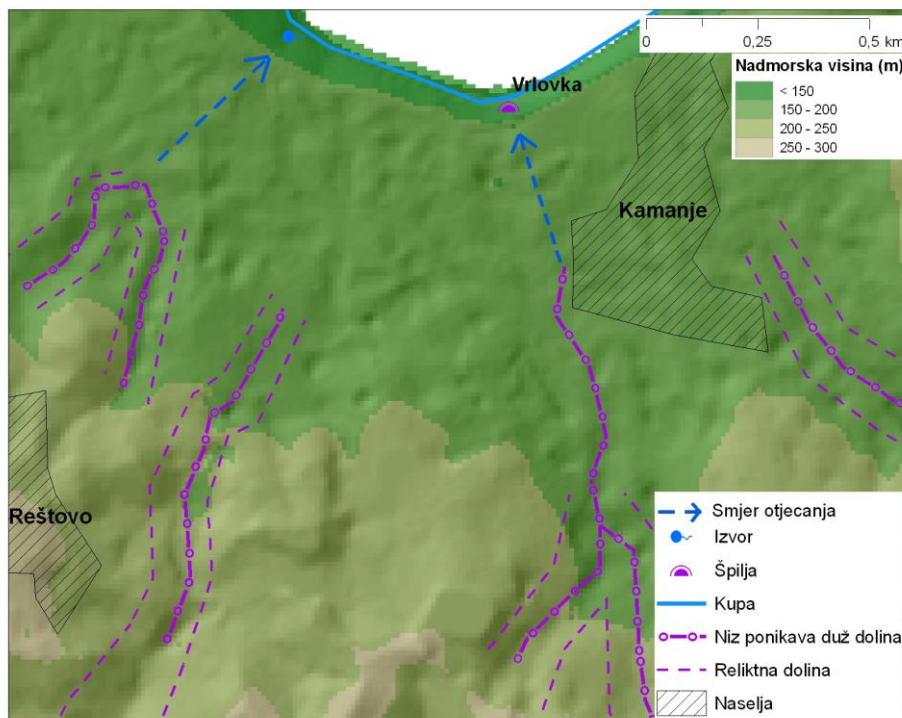 0
0,25
0,5 km
Nadmorska visina (m)
< 150
150 - 200
200 - 250
250 - 300
Vrlovka
Kamanje
Reštovo
Smjer otjecanja
Izvor
Špilja
Kupa
Niz ponikava duž dolina
Reliktna dolina
Naselja